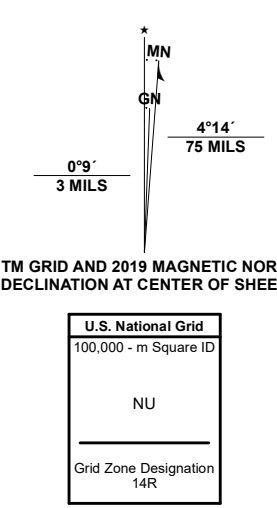 ★
MN
GN
4°14´
75 MILS
0°9´
3 MILS
TM GRID AND 2019 MAGNETIC NOR
DECLINATION AT CENTER OF SHEE
U.S. National Grid
100,000 - m Square ID
NU
Grid Zone Designation
14R